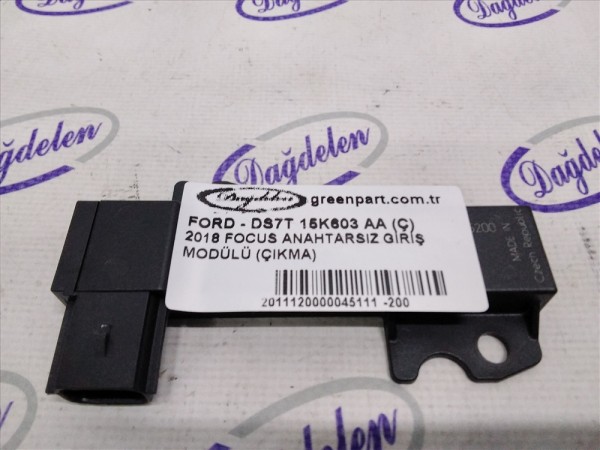 Dağdelen
Dağdelen
Dağdelen
Dağdelen greenpart.com.tr
FORD - DS7T 15K603 AA (Ç)
2018 FOCUS ANAHTARSIZ GİRİŞ
MODÜLÜ (ÇIKMA)
2011120000045111 -200
5200
MADE IN
Czech Republic
Dağdelen